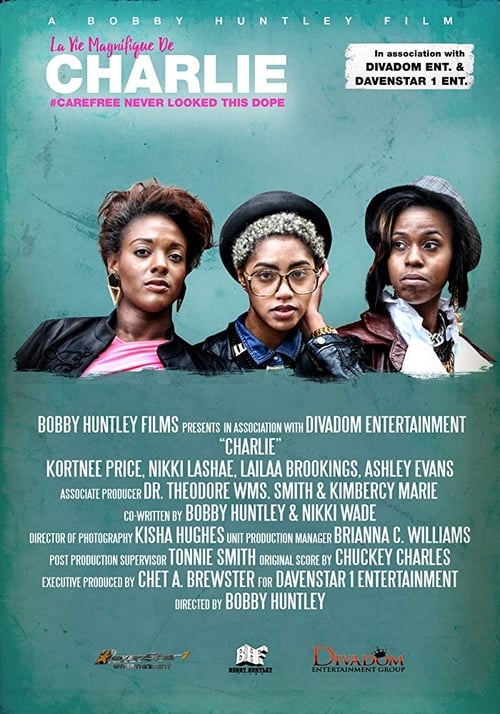 A BOBBY HUNTLEY FILM
La Vie Magnifique De
CHARLIE
#CAREFREE NEVER LOOKED THIS DOPE
In association with
DIVADOM ENT. &
DAVENSTAR 1 ENT.
BOBBY HUNTLEY FILMS PRESENTS IN ASSOCIATION WITH DIVADOM ENTERTAINMENT
“CHARLIE”
KORTNEE PRICE, NIKKI LASHAE, LAILAA BROOKINGS, ASHLEY EVANS
ASSOCIATE PRODUCER DR. THEODORE WMS. SMITH & KIMBERCY MARIE
CO-WRITTEN BY BOBBY HUNTLEY & NIKKI WADE
DIRECTOR OF PHOTOGRAPHY KISHA HUGHES UNIT PRODUCTION MANAGER BRIANNA C. WILLIAMS
POST PRODUCTION SUPERVISOR TONNIE SMITH ORIGINAL SCORE BY CHUCKEY CHARLES
EXECUTIVE PRODUCED BY CHET A. BREWSTER FOR DAVENSTAR 1 ENTERTAINMENT
DIRECTED BY BOBBY HUNTLEY
BHF
BOBBY HUNTLEY
DIVADOM
ENTERTAINMENT GROUP